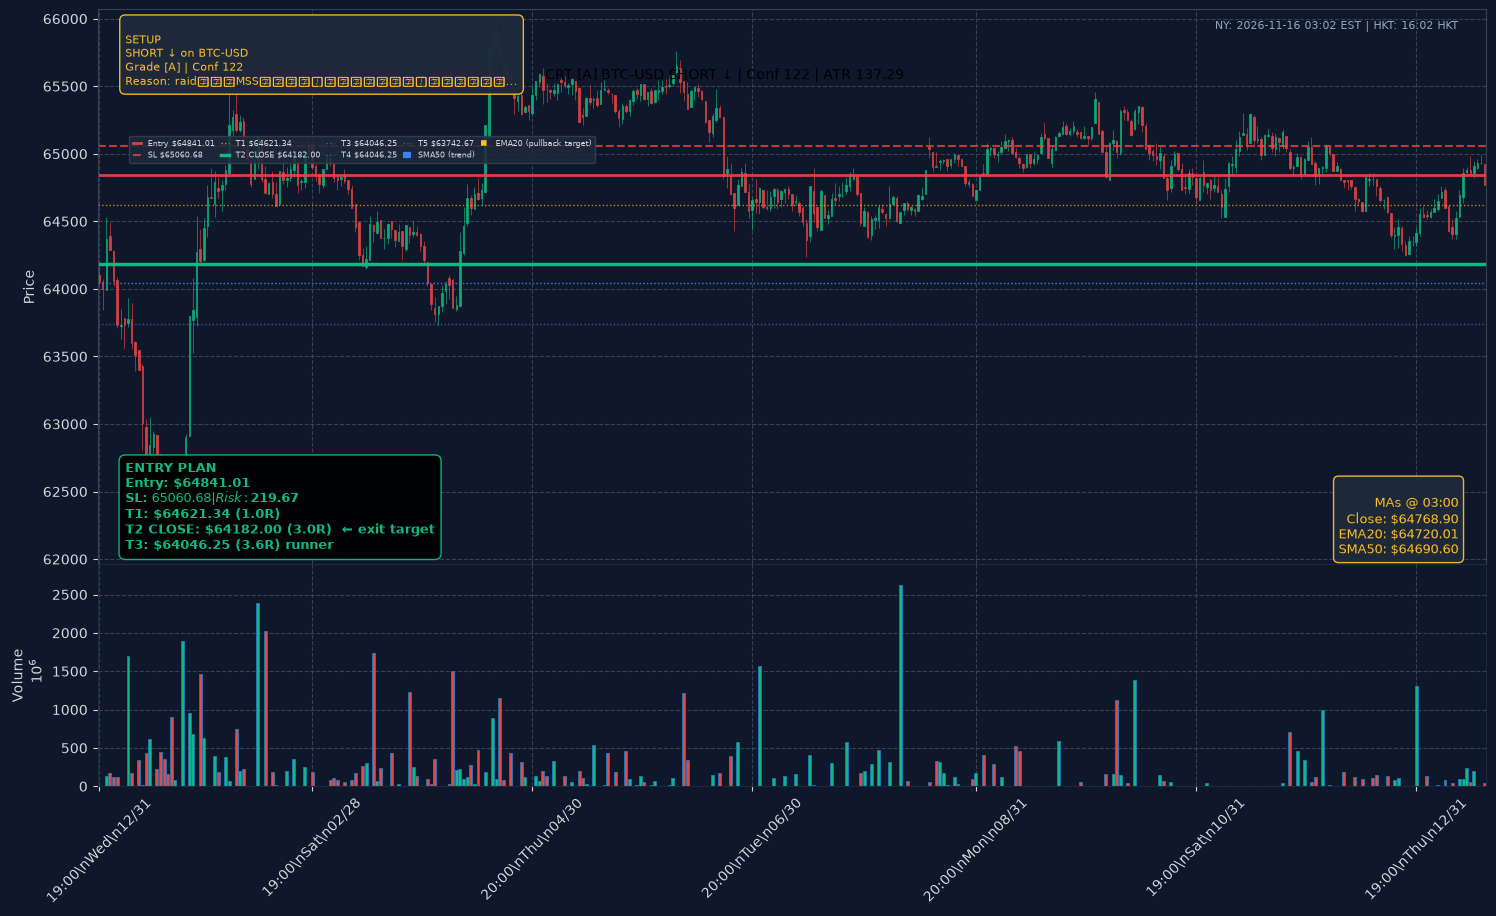 NY: 2026-11-16 03:02 EST | HKT: 16:02 HKT
SETUP
SHORT ↓ on BTC-USD
Grade [A] | Conf 122
Reason: raid MSS ...
CRT [A] BTC-USD SHORT ↓ | Conf 122 | ATR 137.29
Entry $64841.01 T1 $64621.34 T3 $64046.25 T5 $63742.67 EMA20 (pullback target)
SL $65060.68 T2 CLOSE $64182.00 T4 $64046.25 SMA50 (trend)
Price
66000
65500
65000
64500
64000
63500
63000
62500
62000
ENTRY PLAN
Entry: $64841.01
SL: 65060.68|Risk:219.67
T1: $64621.34 (1.0R)
T2 CLOSE: $64182.00 (3.0R) ← exit target
T3: $64046.25 (3.6R) runner
MAs @ 03:00
Close: $64768.90
EMA20: $64720.01
SMA50: $64690.60
Volume
10⁶
2500
2000
1500
1000
500
0
19:00\nWed\n12/31
19:00\nSat\n02/28
20:00\nThu\n04/30
20:00\nTue\n06/30
20:00\nMon\n08/31
19:00\nSat\n10/31
19:00\nThu\n12/31